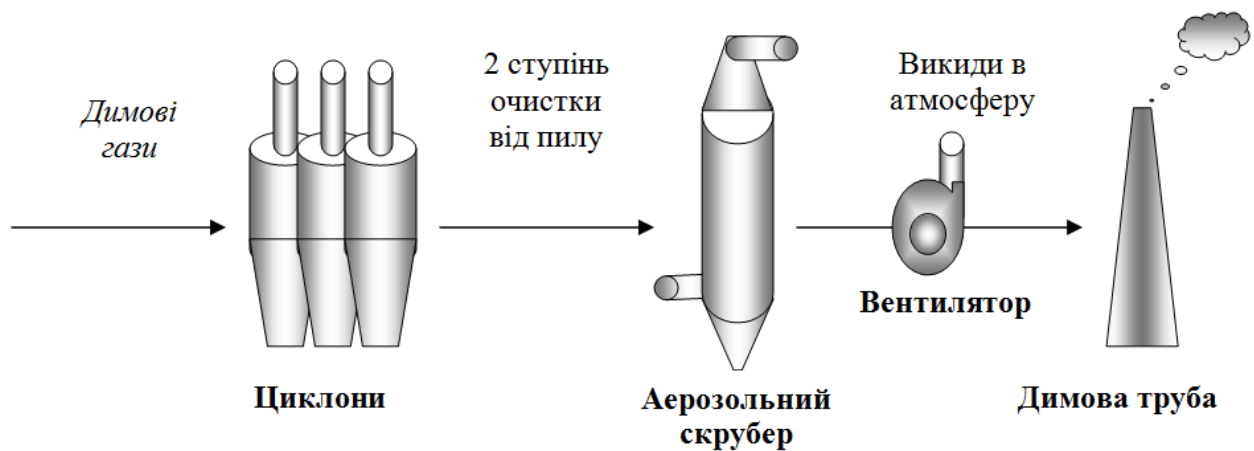 Димові
гази
2 ступінь
очистки
від пилу
Викиди в
атмосферу
Вентилятор
Циклони
Аерозольний
скрубер
Димова труба